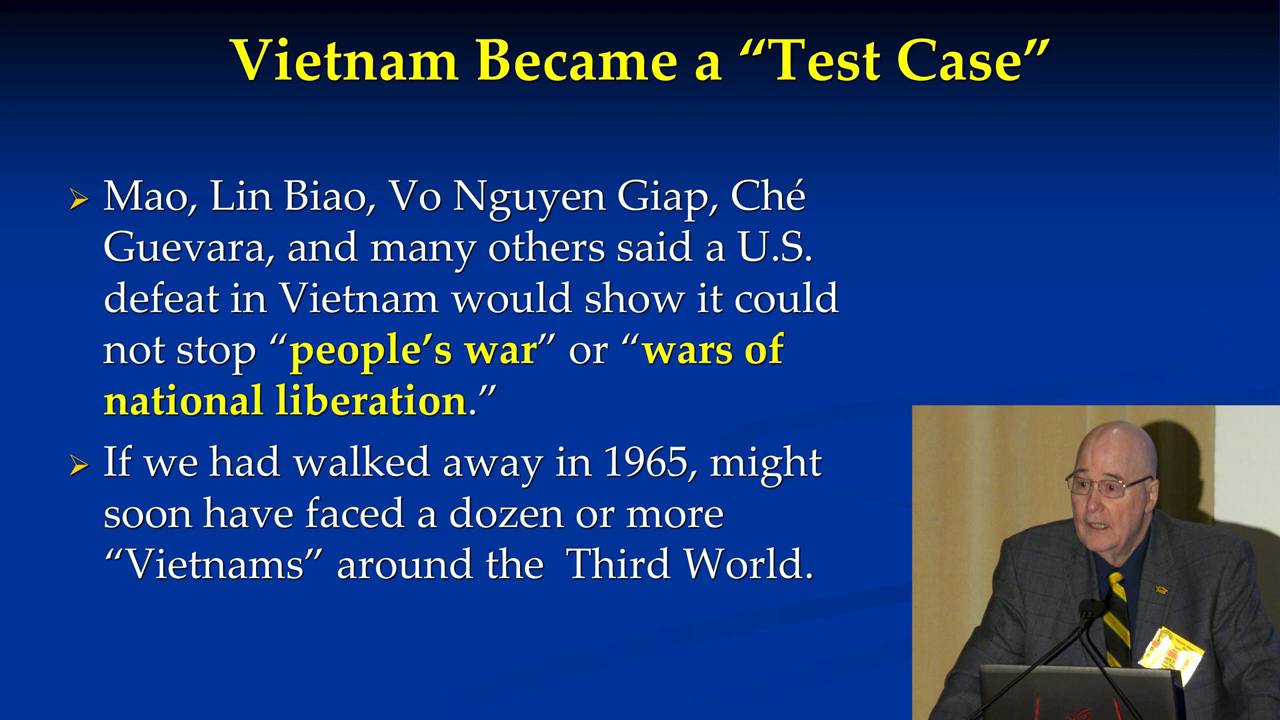 Vietnam Became a “Test Case”
Mao, Lin Biao, Vo Nguyen Giap, Ché
Guevara, and many others said a U.S.
defeat in Vietnam would show it could
not stop “people’s war” or “wars of
national liberation.”
If we had walked away in 1965, might
soon have faced a dozen or more
“Vietnams” around the  Third World.